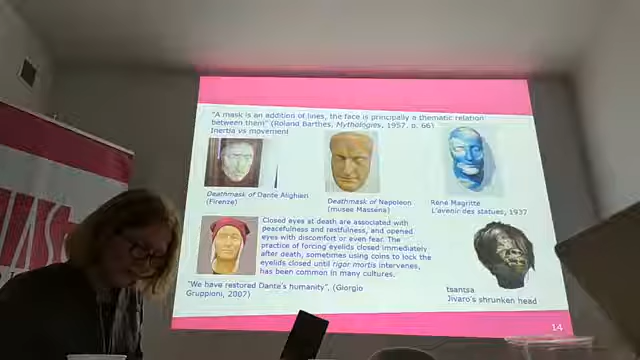 "A mask is an addition of lines, the face is principally a thematic relation
between them" (Roland Barthes, Mythologies, 1957, p. 66)
Inertia vs movement
Deathmask of Dante Alighieri
(Firenze)
Deathmask of Napoleon
(musee Massena)
René Magritte
L'avenir des statues, 1937
Closed eyes at death are associated with
peacefulness and restfulness, and opened
eyes with discomfort or even fear. The
practice of forcing eyelids closed immediately
after death, sometimes using coins to lock the
eyelids closed until rigor mortis intervenes,
has been common in many cultures.
"We have restored Dante's humanity", (Giorgio
Gruppioni, 2007)
tsantsa
Jivaro's shrunken head
14